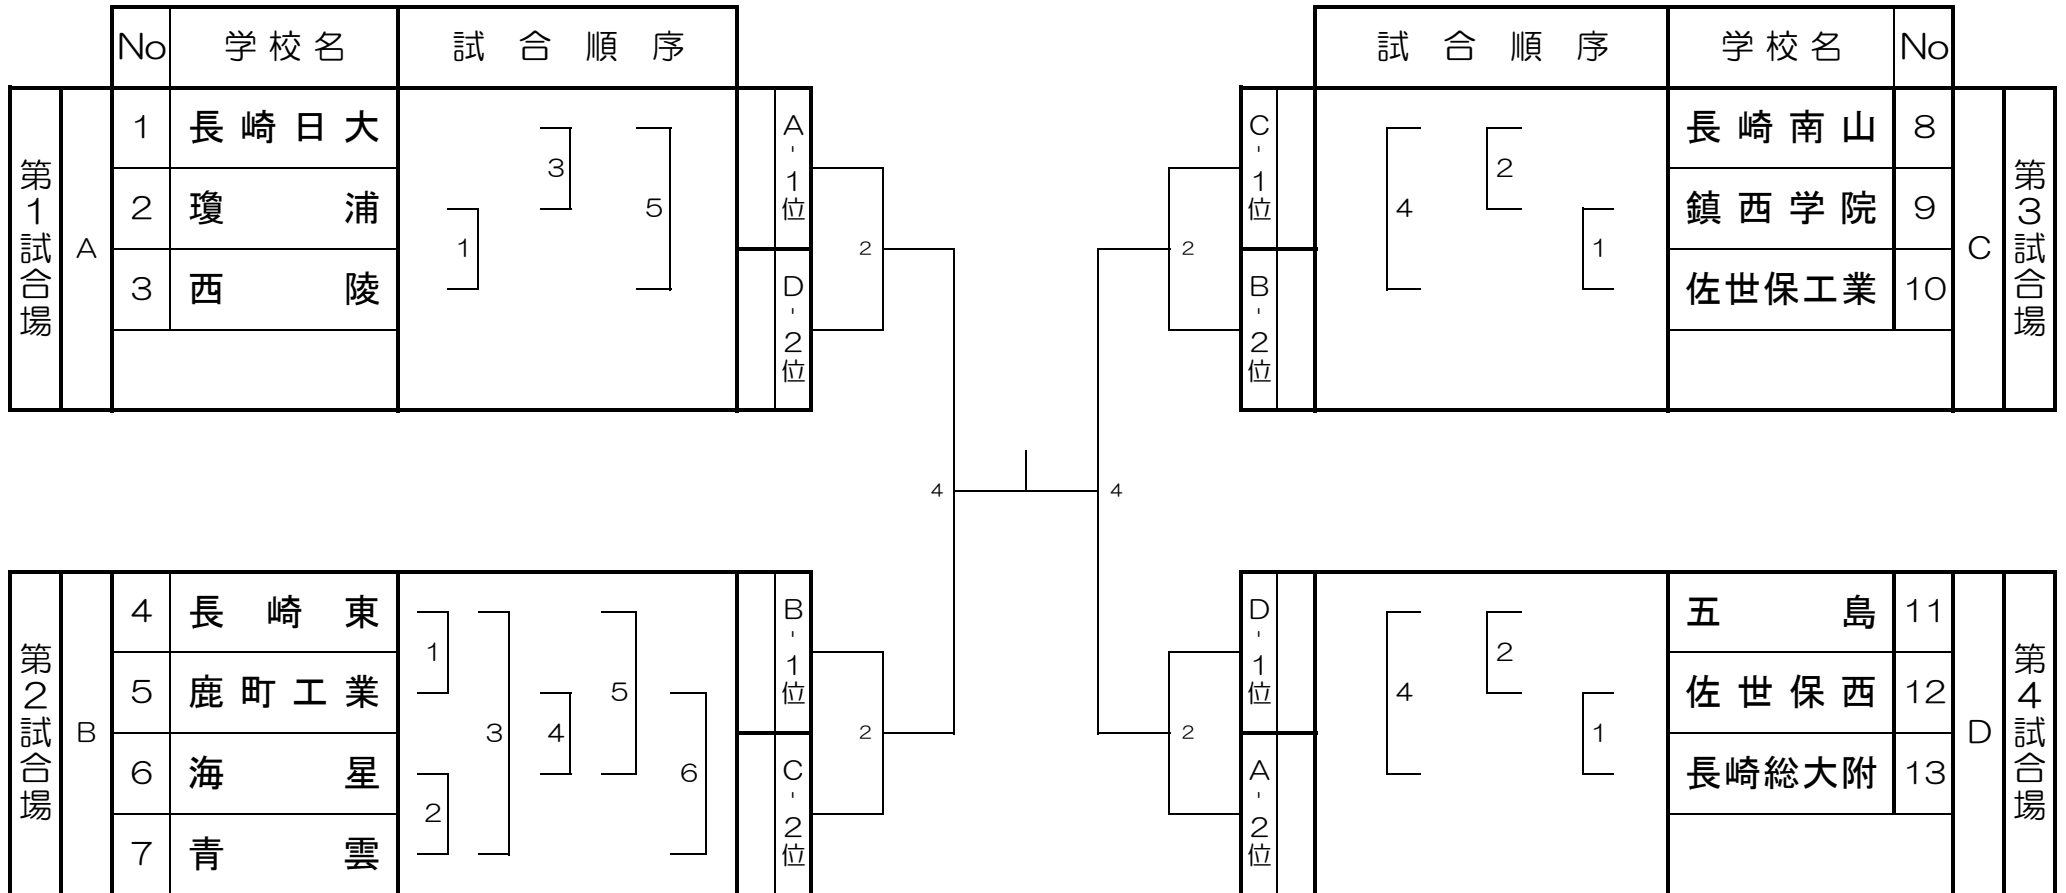 No 学校名 試合順序
第1試合場 A
1 長崎日大
2 瓊浦
3 西陵
3
5
1
A-1位
D-2位
2
第2試合場 B
4 長崎東
5 鹿町工業
6 海星
7 青雲
1
3
5
4
2
6
B-1位
C-2位
2
4
4
試合順序 学校名 No
C-1位
B-2位
2
4
2
1
長崎南山 8
鎮西学院 9
佐世保工業 10
C 第3試合場
D-1位
A-2位
2
4
2
1
五島 11
佐世保西 12
長崎総大附 13
D 第4試合場